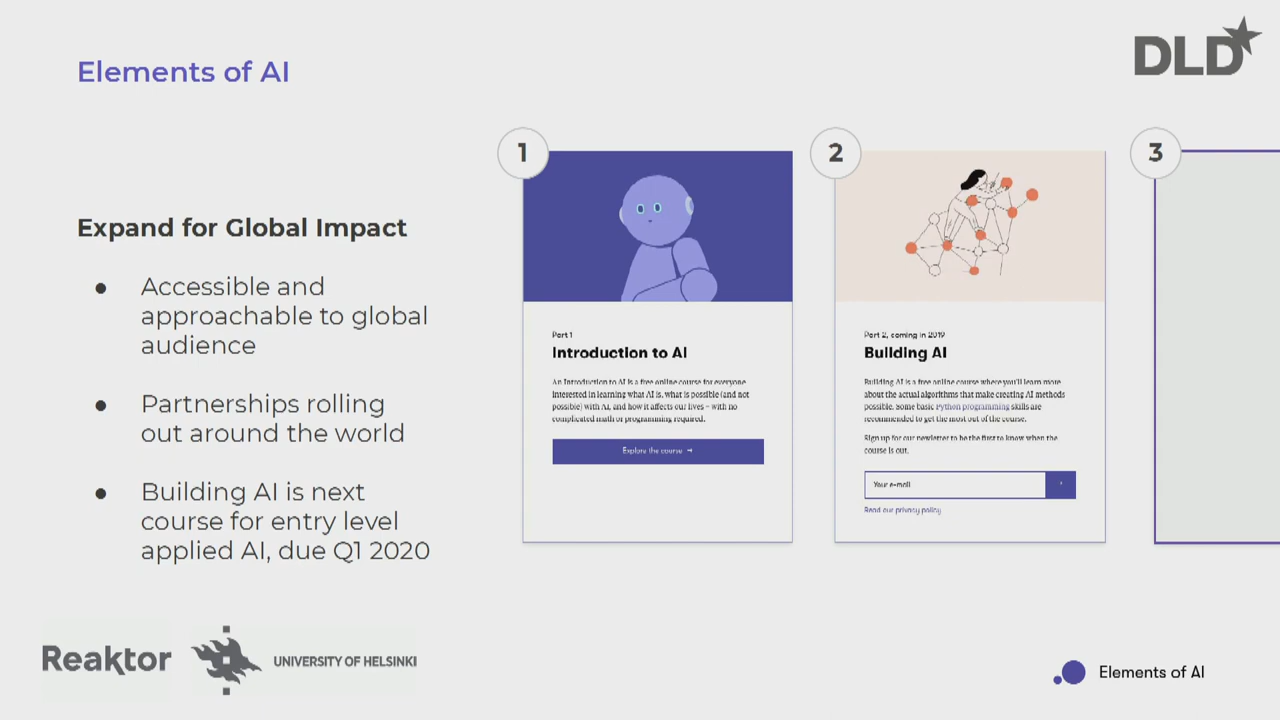 Elements of AI
DLD
Expand for Global Impact
● Accessible and
approachable to global
audience
● Partnerships rolling
out around the world
● Building AI is next
course for entry level
applied AI, due Q1 2020
1
Part 1
Introduction to AI
An Introduction to AI is a free online course for everyone
interested in learning what AI is, what is possible (and not
possible) with AI, and how it affects our lives – with no
complicated math or programming required.
Explore the course →
2
Part 2, coming in 2019
Building AI
Building AI is a free online course where you'll learn more
about the actual algorithms that make creating AI methods
possible. Some basic Python programming skills are
recommended to get the most out of the course.
Sign up for our newsletter to be the first to know when the
course is out.
Your e-mail
Read our privacy policy
3
Reaktor
UNIVERSITY OF HELSINKI
Elements of AI